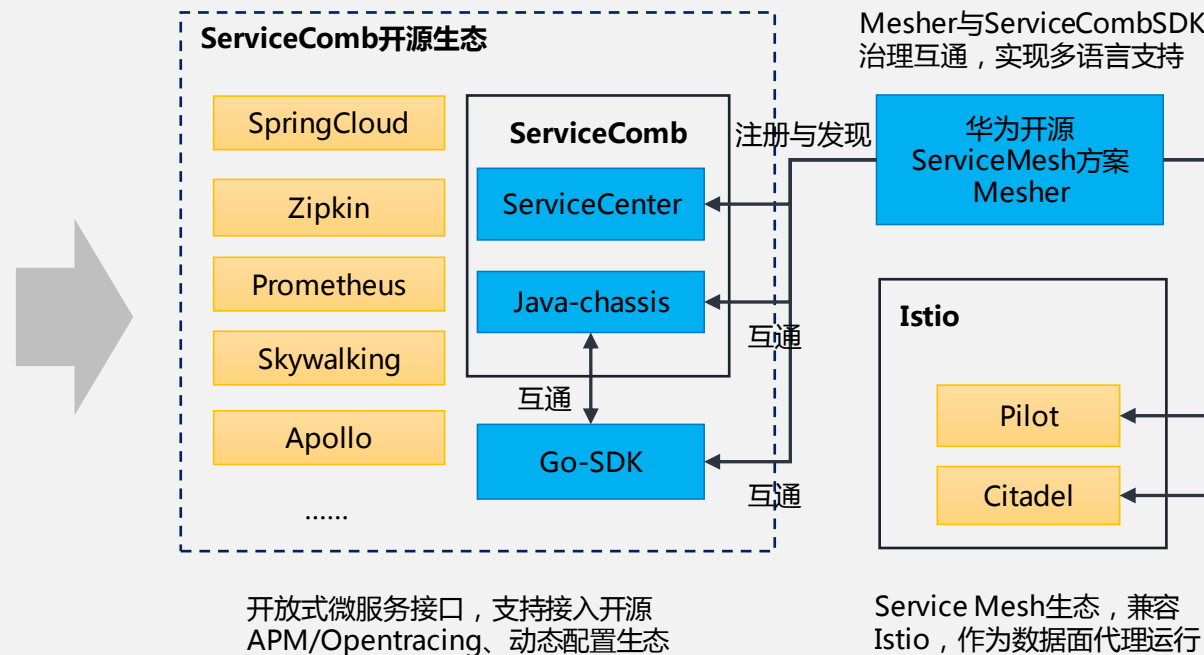 ServiceComb开源生态
SpringCloud
Zipkin
Prometheus
Skywalking
Apollo
......
ServiceComb
ServiceCenter
Java-chassis
互通
Go-SDK
注册与发现
互通
互通
开放式微服务接口，支持接入开源
APM/Opentracing、动态配置生态
Mesher与ServiceCombSDK
治理互通，实现多语言支持
华为开源
ServiceMesh方案
Mesher
Istio
Pilot
Citadel
Service Mesh生态，兼容
Istio，作为数据面代理运行